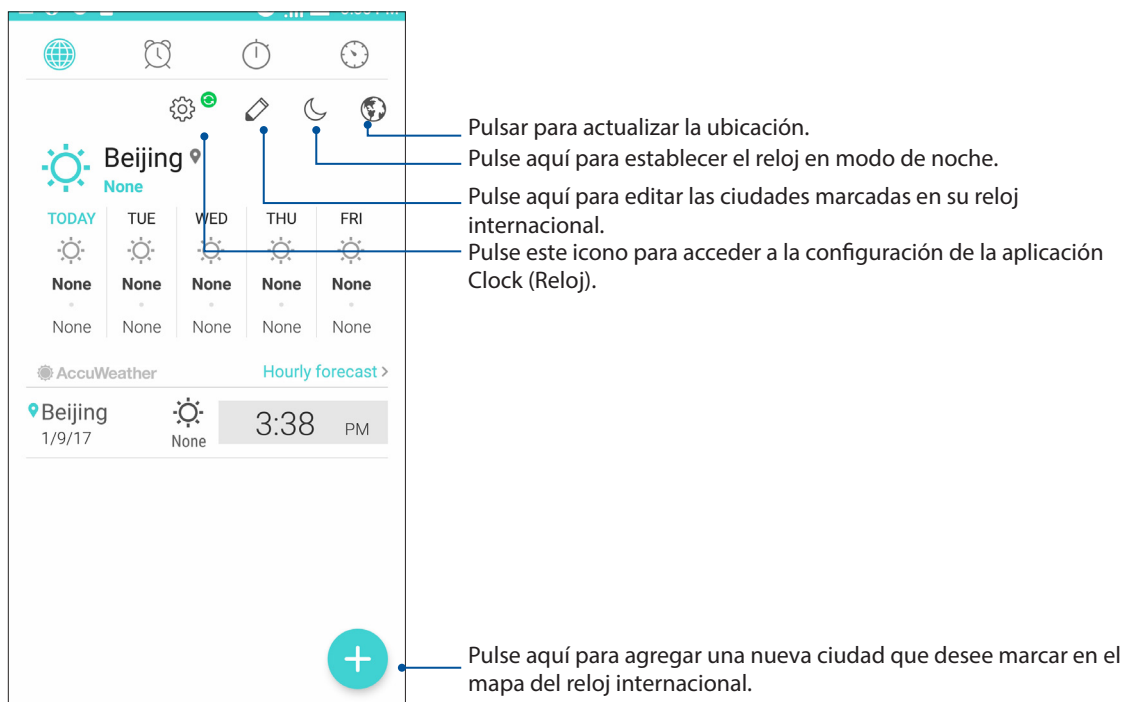 Pulsar para actualizar la ubicación.
Pulse aquí para establecer el reloj en modo de noche.
Pulse aquí para editar las ciudades marcadas en su reloj
internacional.
Pulse este icono para acceder a la configuración de la aplicación
Clock (Reloj).
Beijing
None
TODAY TUE WED THU FRI
None None None None None
None None None None None
AccuWeather Hourly forecast >
Beijing
1/9/17
None
3:38 PM
Pulse aquí para agregar una nueva ciudad que desee marcar en el
mapa del reloj internacional.